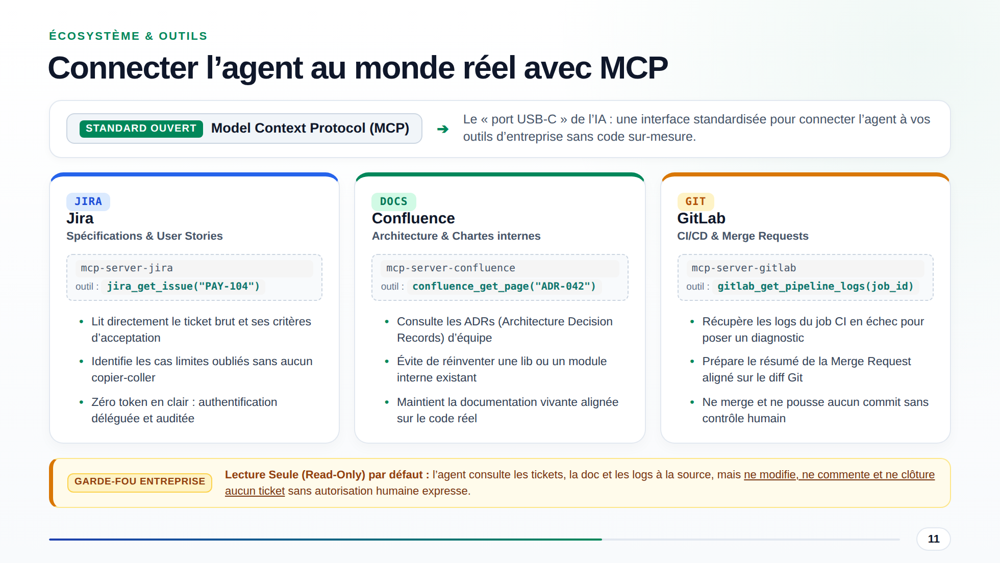 ÉCOSYSTÈME & OUTILS
Connecter l’agent au monde réel avec MCP
STANDARD OUVERT Model Context Protocol (MCP) ➔
Le « port USB-C » de l’IA : une interface standardisée pour connecter l’agent à vos
outils d’entreprise sans code sur-mesure.
JIRA
Jira
Spécifications & User Stories
mcp-server-jira
outil : jira_get_issue("PAY-104")
• Lit directement le ticket brut et ses critères
d’acceptation
• Identifie les cas limites oubliés sans aucun
copier-coller
• Zéro token en clair : authentification
déléguée et auditée
DOCS
Confluence
Architecture & Chartes internes
mcp-server-confluence
outil : confluence_get_page("ADR-042")
• Consulte les ADRs (Architecture Decision
Records) d’équipe
• Évite de réinventer une lib ou un module
interne existant
• Maintient la documentation vivante alignée
sur le code réel
GIT
GitLab
CI/CD & Merge Requests
mcp-server-gitlab
outil : gitlab_get_pipeline_logs(job_id)
• Récupère les logs du job CI en échec pour
poser un diagnostic
• Prépare le résumé de la Merge Request
aligné sur le diff Git
• Ne merge et ne pousse aucun commit sans
contrôle humain
GARDE-FOU ENTREPRISE
Lecture Seule (Read-Only) par défaut : l’agent consulte les tickets, la doc et les logs à la source, mais ne modifie, ne commente et ne clôture
aucun ticket sans autorisation humaine expresse.
11